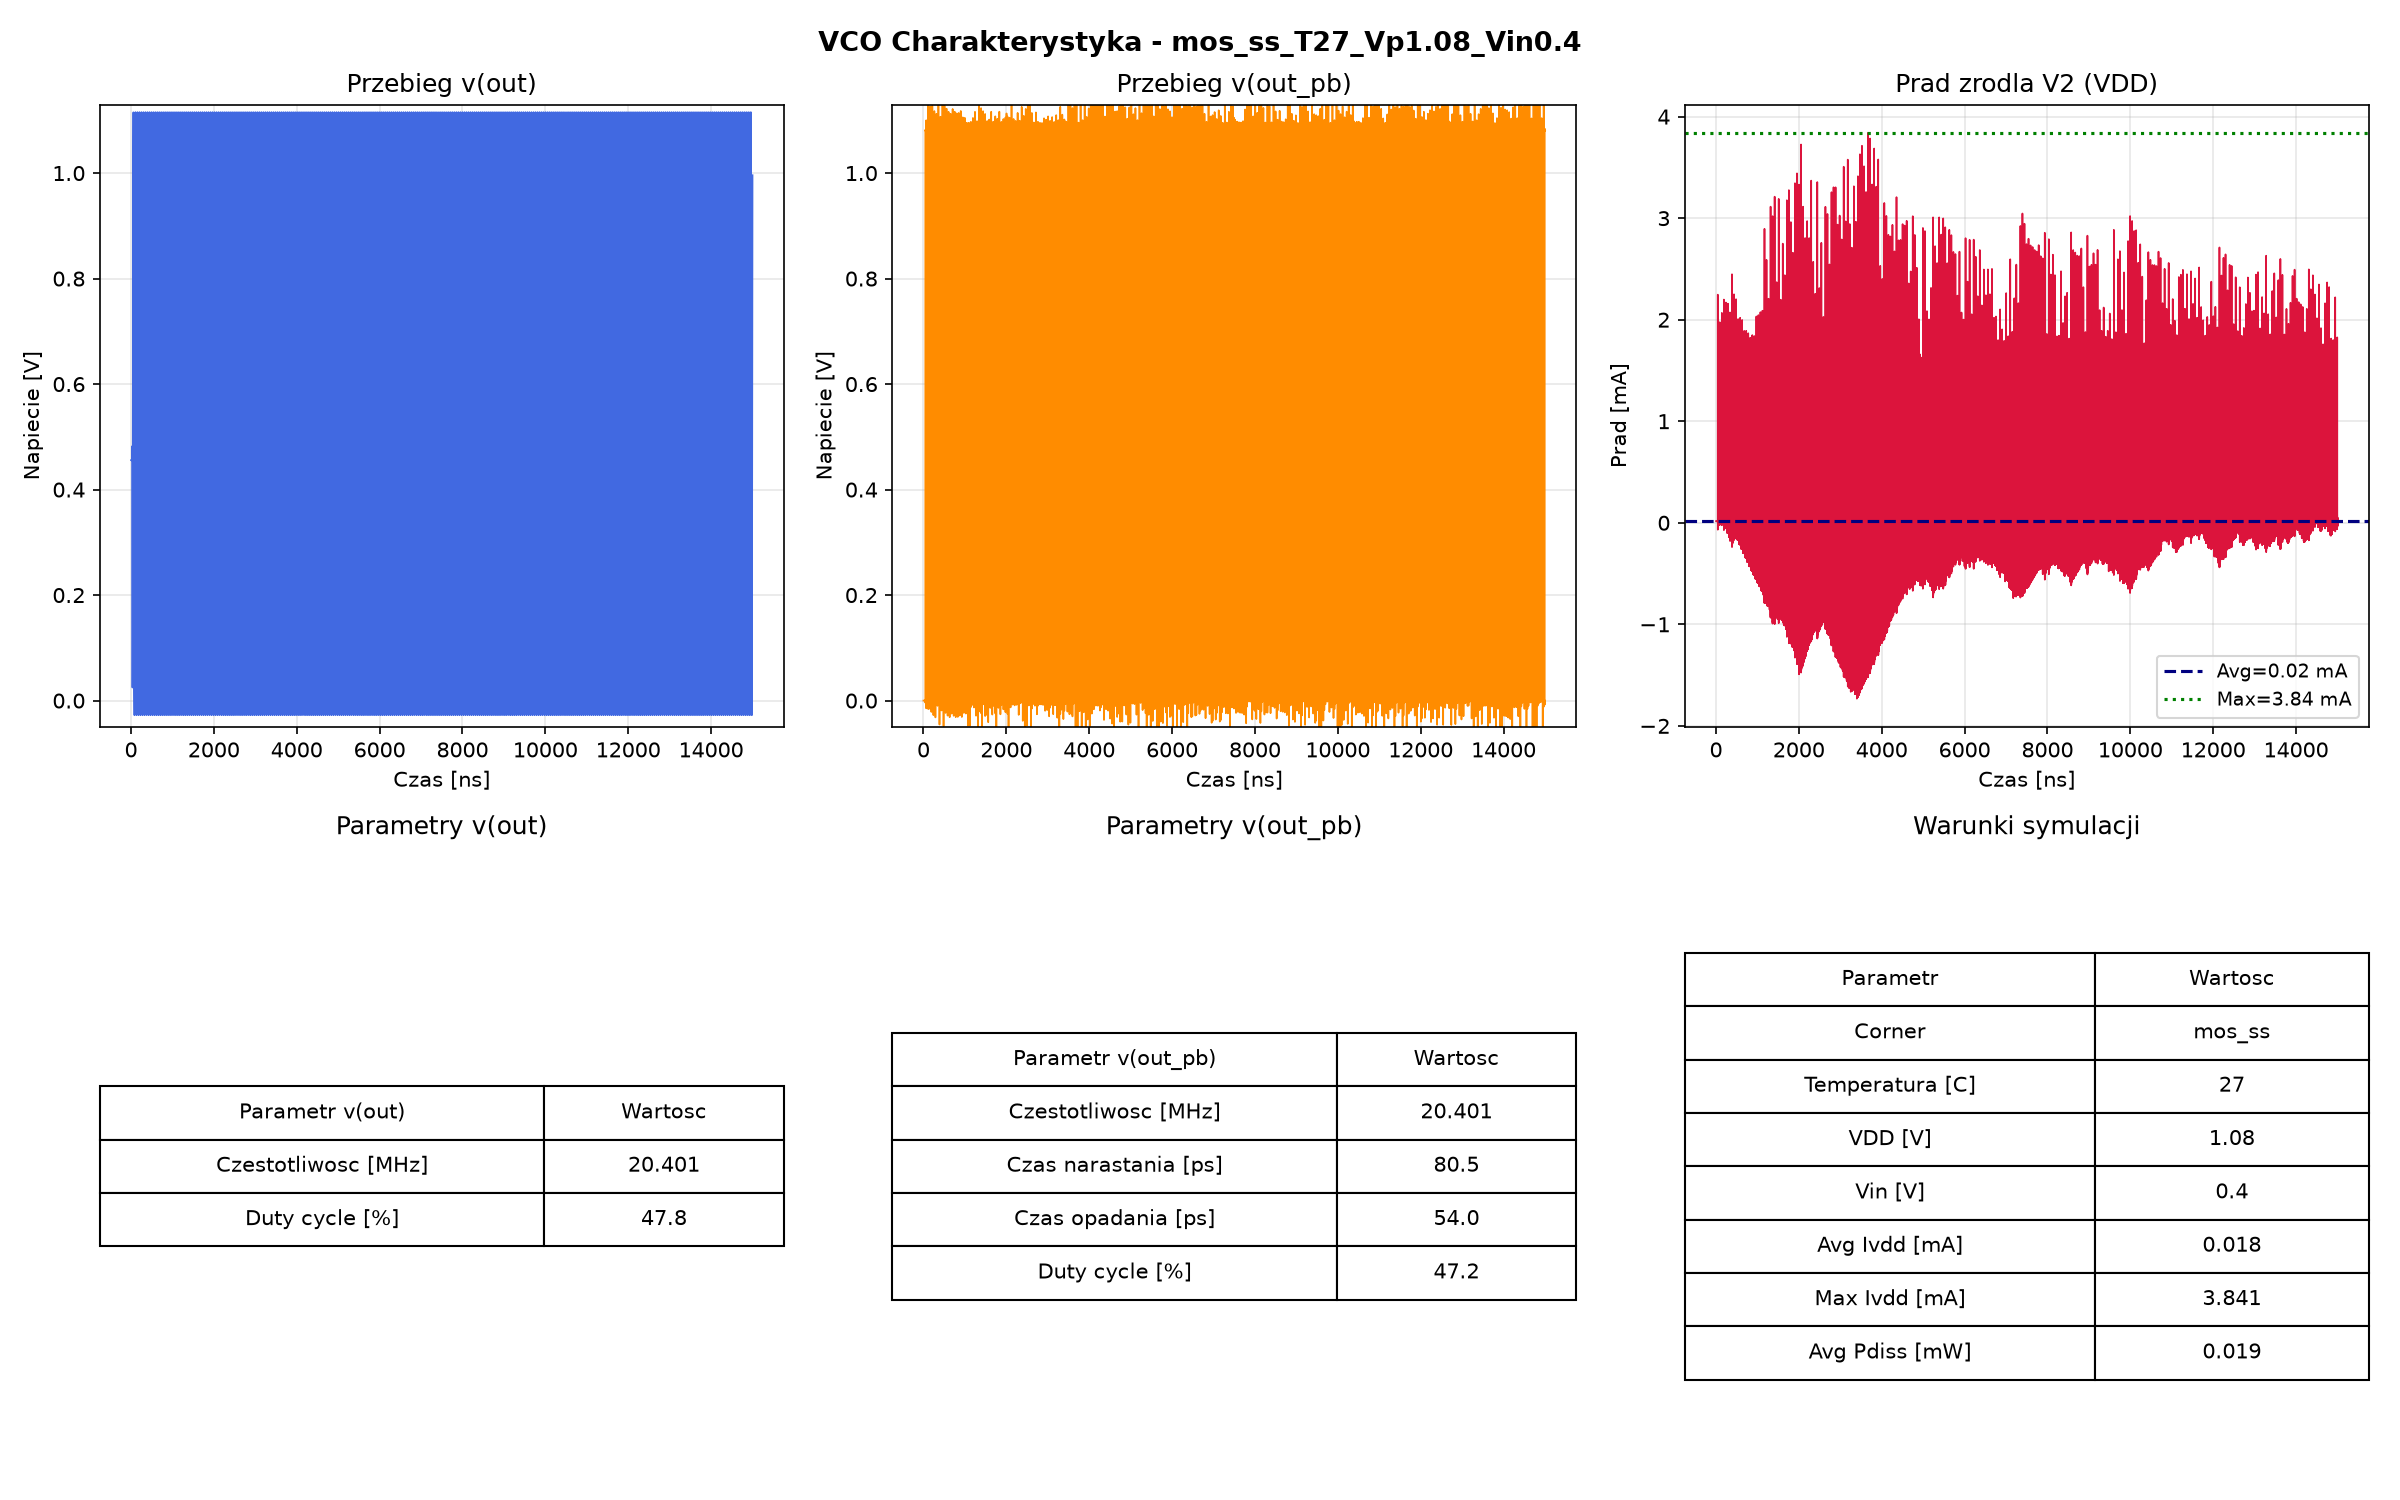 VCO Charakterystyka - mos_ss_T27_Vp1.08_Vin0.4
Przebieg v(out)
Napiecie [V]
1.0
0.8
0.6
0.4
0.2
0.0
0 2000 4000 6000 8000 10000 12000 14000
Czas [ns]
Przebieg v(out_pb)
Napiecie [V]
1.0
0.8
0.6
0.4
0.2
0.0
0 2000 4000 6000 8000 10000 12000 14000
Czas [ns]
Prad zrodla V2 (VDD)
Prad [mA]
4
3
2
1
0
−1
−2
Avg=0.02 mA
Max=3.84 mA
0 2000 4000 6000 8000 10000 12000 14000
Czas [ns]
Parametry v(out)
Parametr v(out) Wartosc
Czestotliwosc [MHz] 20.401
Duty cycle [%] 47.8
Parametry v(out_pb)
Parametr v(out_pb) Wartosc
Czestotliwosc [MHz] 20.401
Czas narastania [ps] 80.5
Czas opadania [ps] 54.0
Duty cycle [%] 47.2
Warunki symulacji
Parametr Wartosc
Corner mos_ss
Temperatura [C] 27
VDD [V] 1.08
Vin [V] 0.4
Avg Ivdd [mA] 0.018
Max Ivdd [mA] 3.841
Avg Pdiss [mW] 0.019